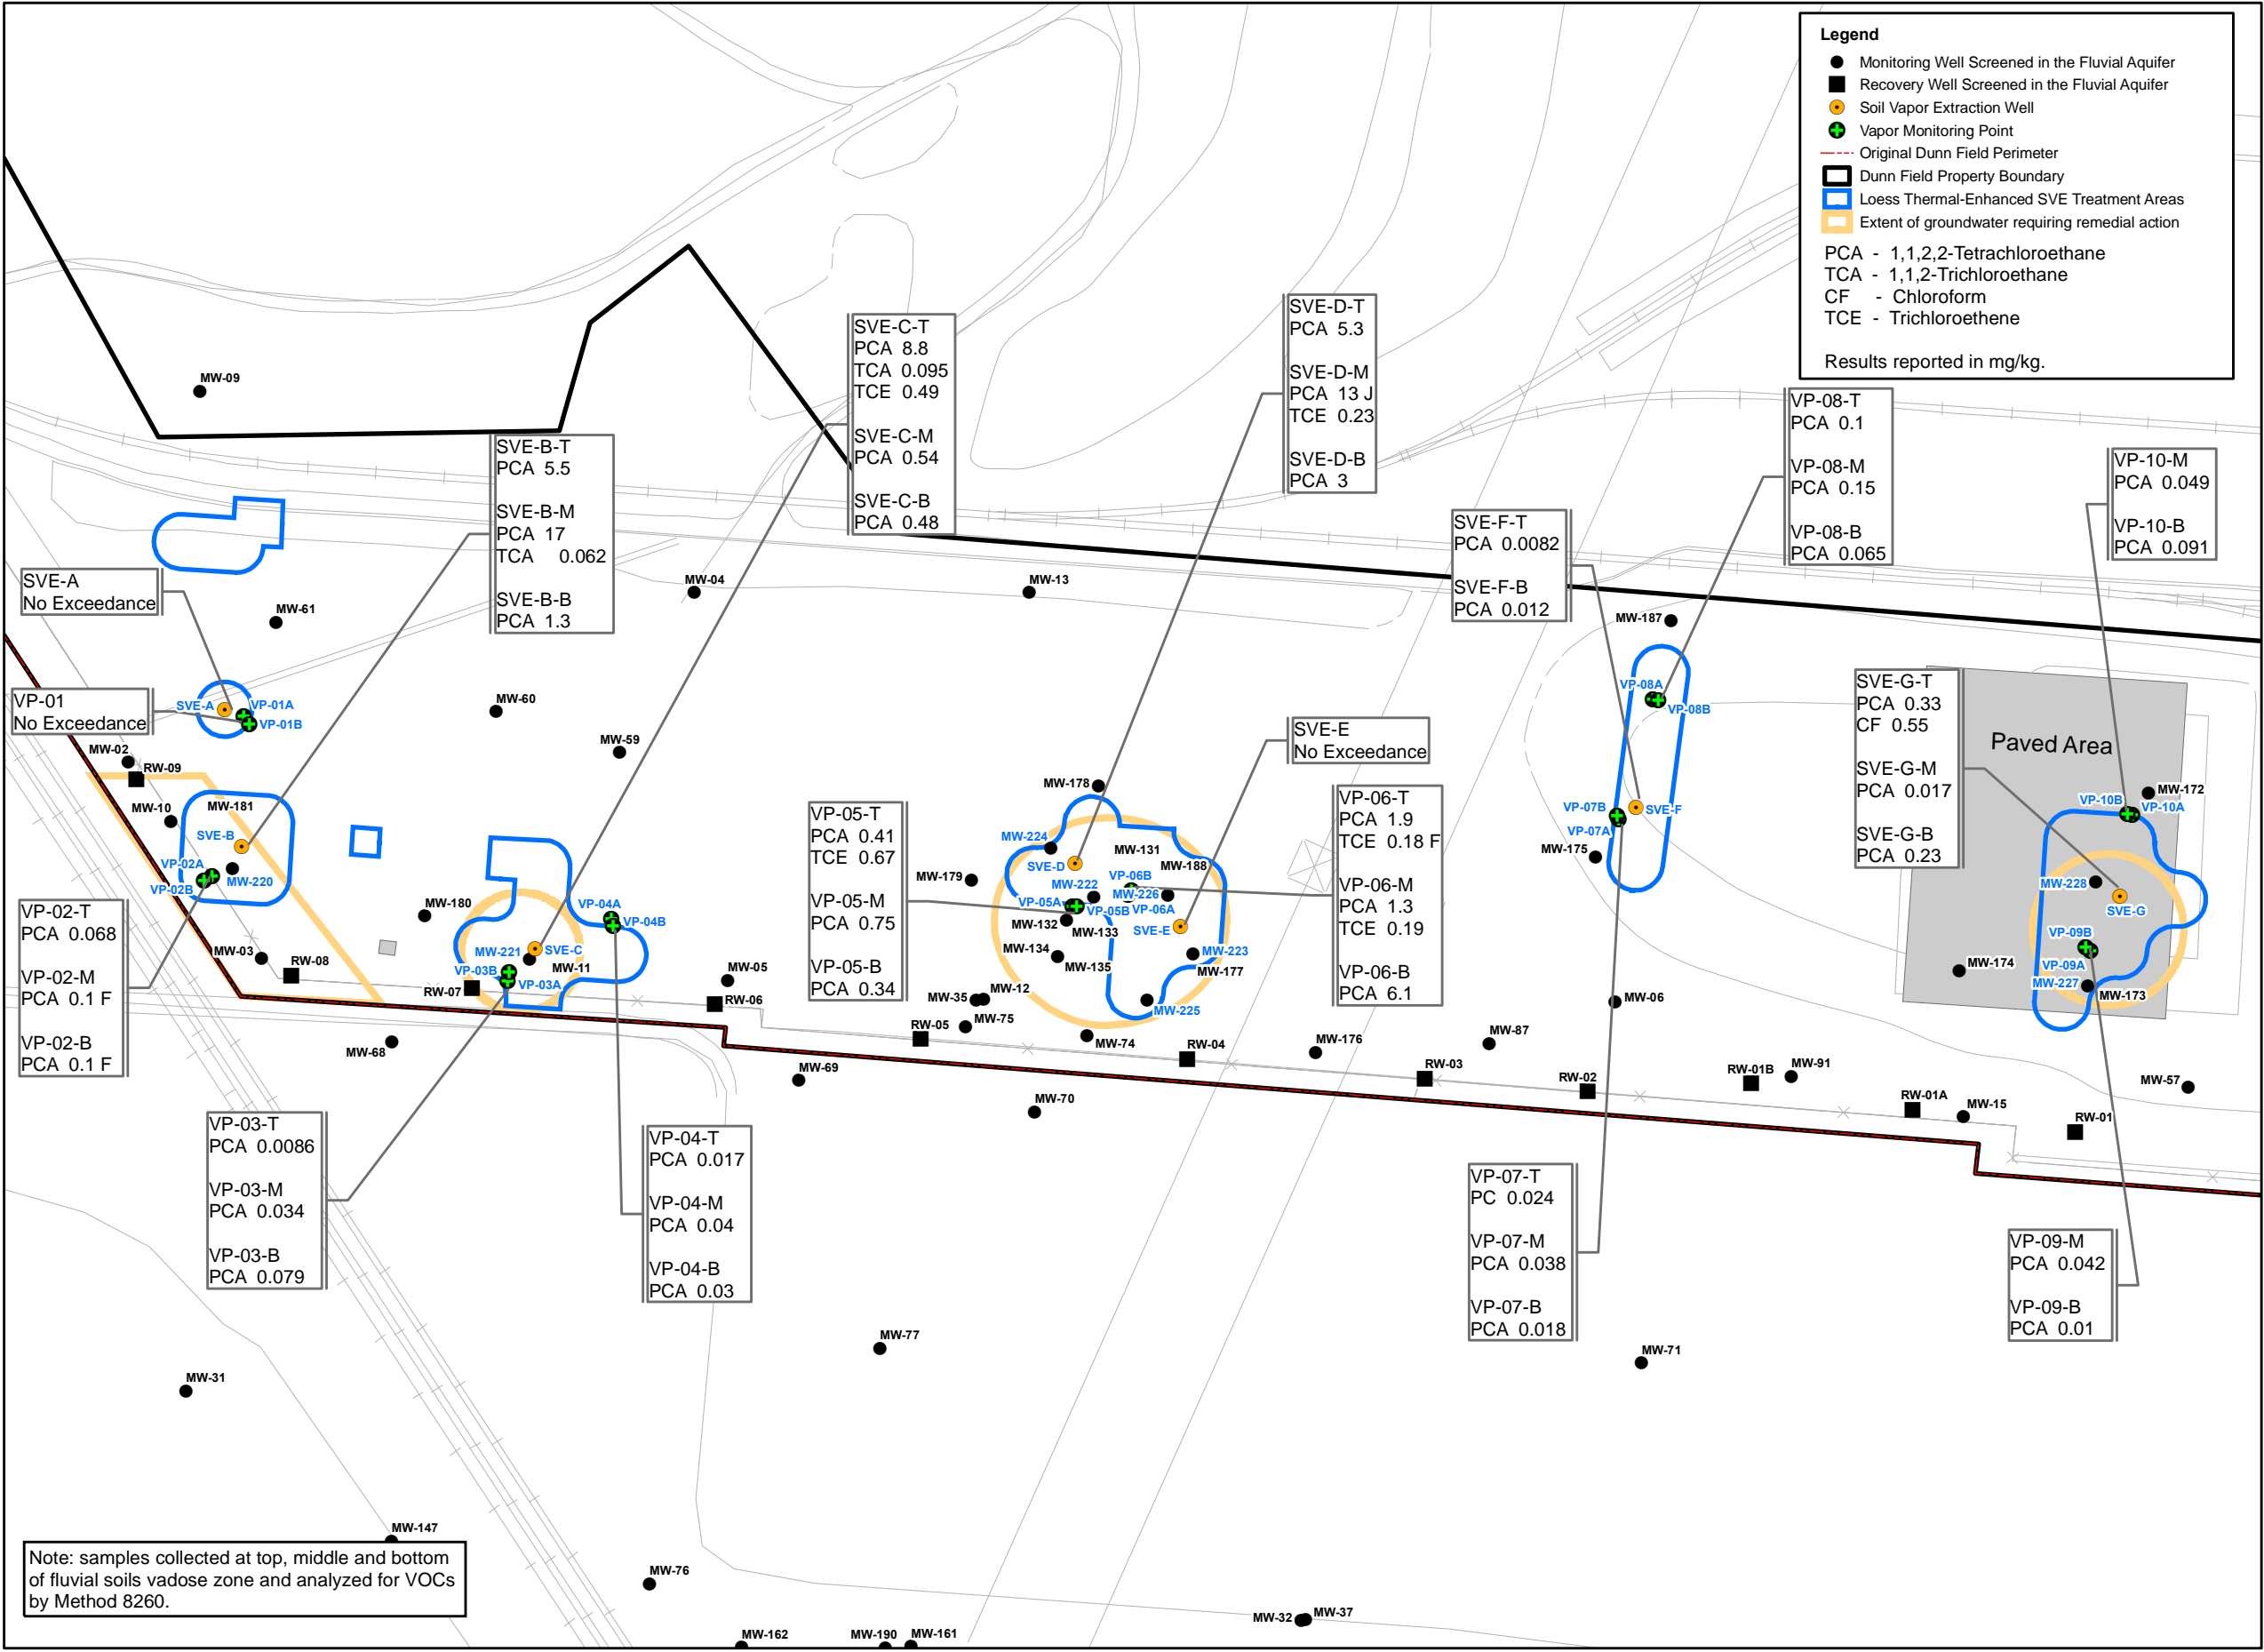 Legend
Monitoring Well Screened in the Fluvial Aquifer
Recovery Well Screened in the Fluvial Aquifer
Soil Vapor Extraction Well
Vapor Monitoring Point
Original Dunn Field Perimeter
Dunn Field Property Boundary
Loess Thermal-Enhanced SVE Treatment Areas
Extent of groundwater requiring remedial action
PCA - 1,1,2,2-Tetrachloroethane
TCA - 1,1,2-Trichloroethane
CF - Chloroform
TCE - Trichloroethene
Results reported in mg/kg.
MW-09
SVE-B-T
PCA 5.5
SVE-B-M
PCA 17
TCA 0.062
SVE-B-B
PCA 1.3
SVE-C-T
PCA 8.8
TCA 0.095
TCE 0.49
SVE-C-M
PCA 0.54
SVE-C-B
PCA 0.48
SVE-D-T
PCA 5.3
SVE-D-M
PCA 13 J
TCE 0.23
SVE-D-B
PCA 3
SVE-F-T
PCA 0.0082
SVE-F-B
PCA 0.012
VP-08-T
PCA 0.1
VP-08-M
PCA 0.15
VP-08-B
PCA 0.065
VP-10-M
PCA 0.049
VP-10-B
PCA 0.091
SVE-A
No Exceedance
MW-61
MW-04
MW-13
MW-187
VP-01
No Exceedance
SVE-A
VP-01A
VP-01B
MW-60
MW-59
MW-02
RW-09
MW-10
MW-181
SVE-B
VP-02A
VP-02B
MW-220
SVE-E
No Exceedance
VP-08A
VP-08B
SVE-G-T
PCA 0.33
CF 0.55
SVE-G-M
PCA 0.017
SVE-G-B
PCA 0.23
Paved Area
MW-178
VP-05-T
PCA 0.41
TCE 0.67
VP-05-M
PCA 0.75
VP-05-B
PCA 0.34
VP-06-T
PCA 1.9
TCE 0.18 F
VP-06-M
PCA 1.3
TCE 0.19
VP-06-B
PCA 6.1
MW-224
MW-131
SVE-D
MW-188
MW-179
MW-222
VP-06B
MW-226
VP-05A
VP-05B
VP-06A
MW-132
MW-133
SVE-E
MW-134
MW-135
MW-223
MW-177
MW-225
VP-07B
VP-07A
SVE-F
MW-175
MW-172
VP-10B
VP-10A
MW-228
SVE-G
VP-09B
VP-09A
MW-227
MW-173
MW-174
VP-02-T
PCA 0.068
VP-02-M
PCA 0.1 F
VP-02-B
PCA 0.1 F
MW-180
MW-03
RW-08
MW-221
SVE-C
MW-11
VP-03B
VP-03A
RW-07
VP-04A
VP-04B
MW-05
RW-06
MW-35
MW-12
MW-75
RW-05
MW-74
RW-04
MW-176
MW-87
MW-06
RW-03
RW-02
RW-01B
MW-91
RW-01A
MW-15
RW-01
MW-57
MW-68
MW-69
MW-70
VP-03-T
PCA 0.0086
VP-03-M
PCA 0.034
VP-03-B
PCA 0.079
VP-04-T
PCA 0.017
VP-04-M
PCA 0.04
VP-04-B
PCA 0.03
VP-07-T
PC 0.024
VP-07-M
PCA 0.038
VP-07-B
PCA 0.018
VP-09-M
PCA 0.042
VP-09-B
PCA 0.01
MW-77
MW-71
MW-31
MW-147
Note: samples collected at top, middle and bottom
of fluvial soils vadose zone and analyzed for VOCs
by Method 8260.
MW-76
MW-162
MW-190
MW-161
MW-32
MW-37